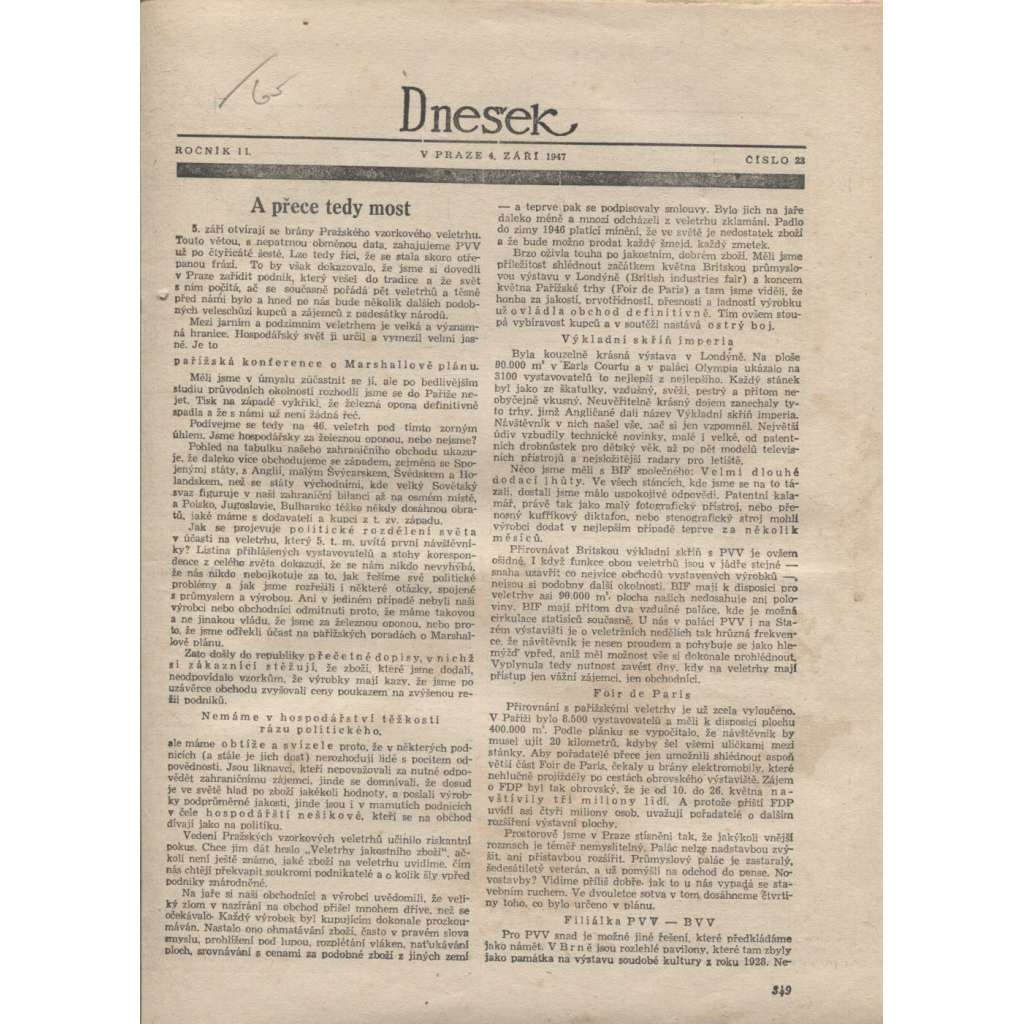 Dnesek
ROČNÍK II.
V PRAZE 4. ZÁŘÍ 1947
ČÍSLO 23
A přece tedy most
5. září otvírají se brány Pražského vzorkového veletrhu.
Touto větou, s nepatrnou obměnou data, zahajujeme PVV
už po čtyřicáté šesté. Lze tedy říci, že se stala skoro otře-
panou frází. To by však dokazovalo, že jsme si dovedli
v Praze zařídit podnik, který vešel do tradice a že svět
s ním počítá, ač se současně pořádá pět veletrhů a těsně
před námi bylo a hned po nás bude několik dalších podob-
ných veleschůzí kupců a zájemců z padesátky národů.
Mezi jarním a podzimním veletrhem je velká a význam-
ná hranice. Hospodářský svět ji určil a vymezil velmi jas-
ně. Je to
pařížská konference o Marshallově plánu.
Měli jsme v úmyslu zúčastnit se jí, ale po bedlivějším
studiu průvodních okolností rozhodli jsme se do Paříže ne-
jet. Tisk na západě vykřikl, že železná opona definitivně
spadla a že s námi už není žádná řeč.
Podívejme se tedy na 46. veletrh pod tímto zorným
úhlem. Jsme hospodářsky za železnou oponou, nebo nejsme?
Pohled na tabulku našeho zahraničního obchodu ukazu-
je, že daleko více obchodujeme se západem, zejména se Spo-
jenými státy, s Anglií, malým Švýcarskem, Švédskem a Ho-
landskem, než se státy východními, kde velký Sovětský
svaz figuruje v naší zahraniční bilanci až na osmém místě,
a Polsko, Jugoslavie, Bulharsko těžko někdy dosáhnou obra-
tů, jaké máme s dodavateli a kupci z t. zv. západu.
Jak se projevuje politické rozdělení světa
v účasti na veletrhu, který 5. t. m. uvítá první návštěvní-
ky? Listina přihlášených vystavovatelů a stohy korespon-
dence z celého světa dokazují, že se nám nikdo nevyhýbá,
že nás nikdo nebojkotuje za to, jak řešíme své politické
problémy a jak jsme rozřešili i některé otázky, spojené
s průmyslem a výrobou. Ani v jediném případě nebyli naši
výrobci nebo obchodníci odmítnuti proto, že máme takovou
a ne jinakou vládu, že jsme za železnou oponou, nebo pro-
to, že jsme odřekli účast na pařížských poradách o Marshal-
lově plánu.
Zato došly do republiky přečetné dopisy, v nichž
si zákazníci stěžují, že zboží, které jsme dodali,
neodpovídalo vzorkům, že výrobky mají kazy, že jsme po
uzávěrce obchodu zvyšovali ceny poukazem na zvýšenou re-
žii podniků.
Nemáme v hospodářství těžkosti
rázu politického,
ale máme obtíže a svízele proto, že v některých pod-
nicích (a stále je jich dost) nerozhodují lidé s pocitem od-
povědnosti. Jsou liknavci, kteří nepovažovali za nutné odpo-
vědět zahraničnímu zájemci, jinde se domnívali, že dosud
je ve světě hlad po zboží jakékoli hodnoty, a poslali výrob-
ky podprůměrné jakosti, jinde jsou i v mamutích podnicích
v čele hospodářští nešikové, kteří se na obchod
dívají jako na politiku.
Vedení Pražských vzorkových veletrhů učinilo riskantní
pokus. Chce jim dát heslo „Veletrhy jakostního zboží“, ač-
koli není ještě známo, jaké zboží na veletrhu uvidíme, čím
nás chtějí překvapit soukromí podnikatelé a o kolik šly vpřed
podniky znárodněné.
Na jaře si naši obchodníci a výrobci uvědomili, že veli-
ký zlom v nazírání na obchod přišel mnohem dříve, než se
očekávalo. Každý výrobek byl kupujícím dokonale prozkou-
máván. Nastalo ono ohmatávání zboží, často v pravém slova
smyslu, prohlížení pod lupou, rozplétání vláken, naťukávání
ploch, srovnávání s cenami za podobné zboží z jiných zemí
— a teprve pak se podpisovaly smlouvy. Bylo jich na jaře
daleko méně a mnozí odcházeli z veletrhu zklamáni. Padlo
do zimy 1946 platící mínění, že ve světě je nedostatek zboží
a že bude možno prodat každý šmejd, každý zmetek.
Brzo oživla touha po jakostním, dobrém zboží. Měli jsme
příležitost shlédnout začátkem května Britskou průmyslo-
vou výstavu v Londýně (British industries fair) a koncem
května Pařížské trhy (Foir de Paris) a tam jsme viděli, že
honba za jakostí, prvotřídností, přesností a ladností výrobku
už ovládla obchod definitivně. Tím ovšem stou-
pá vybíravost kupců a v soutěži nastává ostrý boj.
Výkladní skříň imperia
Byla kouzelně krásná výstava v Londýně. Na ploše
90.000 m² v Earls Courtu a v paláci Olympia ukázalo na
3100 vystavovatelů to nejlepší z nejlepšího. Každý stánek
byl jako ze škatulky, vzdušný, svěží, pestrý a přitom ne-
obyčejně vkusný. Neuvěřitelně krásný dojem zanechaly ty-
to trhy, jimž Angličané dali název Výkladní skříň imperia.
Návštěvník v nich našel vše, nač si jen vzpomněl. Největší
údiv vzbudily technické novinky, malé i velké, od patent-
ních drobnůstek pro dětský věk, až po pět modelů televis-
ních přístrojů a nejsložitější radary pro letiště.
Něco jsme měli s BIF společného: Velmi dlouhé
dodací lhůty. Ve všech stáncích, kde jsme se na to tá-
zali, dostali jsme málo uspokojivé odpovědi. Patentní kala-
mář, právě tak jako malý fotografický přístroj, nebo pře-
nosný kufříkový diktafon, nebo stenografický stroj mohli
výrobci dodat v nejlepším případě teprve za několik
měsíců.
Přirovnávat Britskou výkladní skříň s PVV je ovšem
ošidné. I když funkce obou veletrhů jsou v jádře stejné —
snaha uzavřít co nejvíce obchodů vystavených výrobků —,
nejsou si podobny další okolnosti. BIF mají k disposici pro
veletrhy asi 90.000 m², plocha našich nedosahuje ani polo-
viny. BIF mají přitom dva vzdušné paláce, kde je možná
cirkulace statisíců současně. U nás v paláci PVV i na Sta-
rém výstavišti je o veletržních nedělích tak hrůzná frekven-
ce, že návštěvník je nesen proudem a pohybuje se jako hle-
mýžď vpřed, aniž měl možnost vše si dokonale prohlédnout.
Vyplynula tedy nutnost zavést dny, kdy na veletrhy mají
přístup jen vážní zájemci, jen obchodníci.
Foir de Paris
Přirovnání s pařížskými veletrhy je už zcela vyloučeno.
V Paříži bylo 8.500 vystavovatelů a měli k disposici plochu
400.000 m². Podle plánku se vypočítalo, že návštěvník by
musel ujít 20 kilometrů, kdyby šel všemi uličkami mezi
stánky. Aby pořadatelé přece jen umožnili shlédnout aspoň
větší část Foir de Paris, čekaly u brány elektromobily, které
nehlučně projížděly po cestách obrovského výstaviště. Zájem
o FDP byl tak obrovský, že je od 10. do 26. května na-
vštívily tři miliony lidí. A protože příští FDP
uvidí asi čtyři miliony osob, uvažují pořadatelé o dalším
rozšíření výstavní plochy.
Prostorově jsme v Praze stísněni tak, že jakýkoli vnější
rozmach je téměř nemyslitelný. Palác nelze nadstavbou zvý-
šit, ani přístavbou rozšířit. Průmyslový palác je zastaralý,
šedesátiletý veterán, a už pomýšlí na odchod do pense. No-
vostavby? Vidíme příliš dobře, jak to u nás vypadá se sta-
vebním ruchem. Ve dvouletce sotva v tom dosáhneme čtvrti-
ny toho, co bylo určeno v plánu.
Filiálka PVV — BVV
Pro PVV snad je možné jiné řešení, které předkládáme
jako námět. V Brně jsou rozlehlé pavilony, které tam zbyly
jako památka na výstavu soudobé kultury z roku 1928. Ne-
349